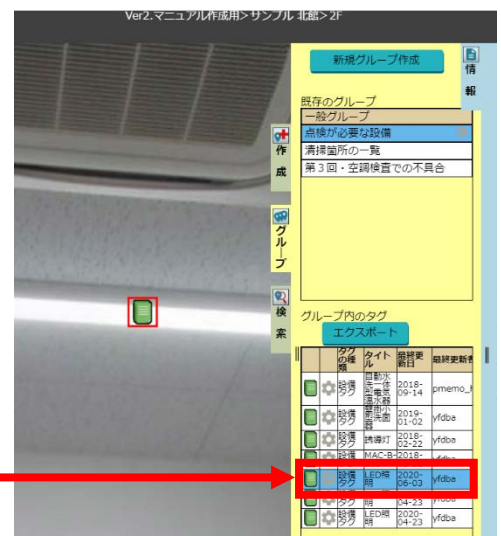 Ver2.マニュアル作成用>サンプル 北館>2F
新規グループ作成
情報
既存のグループ
一般グループ
点検が必要な設備
清掃箇所の一覧
第3回・空調検査での不具合
作成
グループ
検索
グループ内のタグ
エクスポート
タグの種類 タイトル 最終更新日 最終更新者
設備タグ 自動水洗一体型電気温水器 2018-09-14 pmemo_
設備タグ 壁掛小型洗面器 2019-01-02 yfdba
設備タグ 誘導灯 2018-02-22 yfdba
設備 MAC-B- 2018-
設備タグ LED照明 2020-06-03 yfdba
タグ 明 04-23 yfdba
設備タグ LED照明 2020-04-23 yfdba